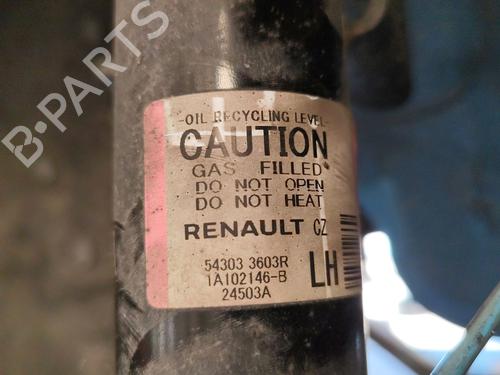 B-PARTS
-OIL RECYCLING LEVEL-
CAUTION
GAS FILLED
DO NOT OPEN
DO NOT HEAT
RENAULT CZ
54303 3603R LH
1A102146-B
24503A